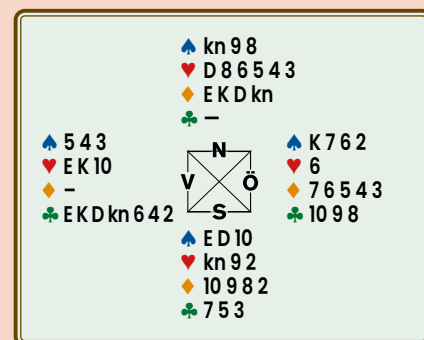 ♠ kn 9 8
♥ D 8 6 5 4 3
♦ E K D kn
♣ –
♠ 5 4 3
♥ E K 10
♦ –
♣ E K D kn 6 4 2
N
V Ö
S
♠ K 7 6 2
♥ 6
♦ 7 6 5 4 3
♣ 10 9 8
♠ E D 10
♥ kn 9 2
♦ 10 9 8 2
♣ 7 5 3